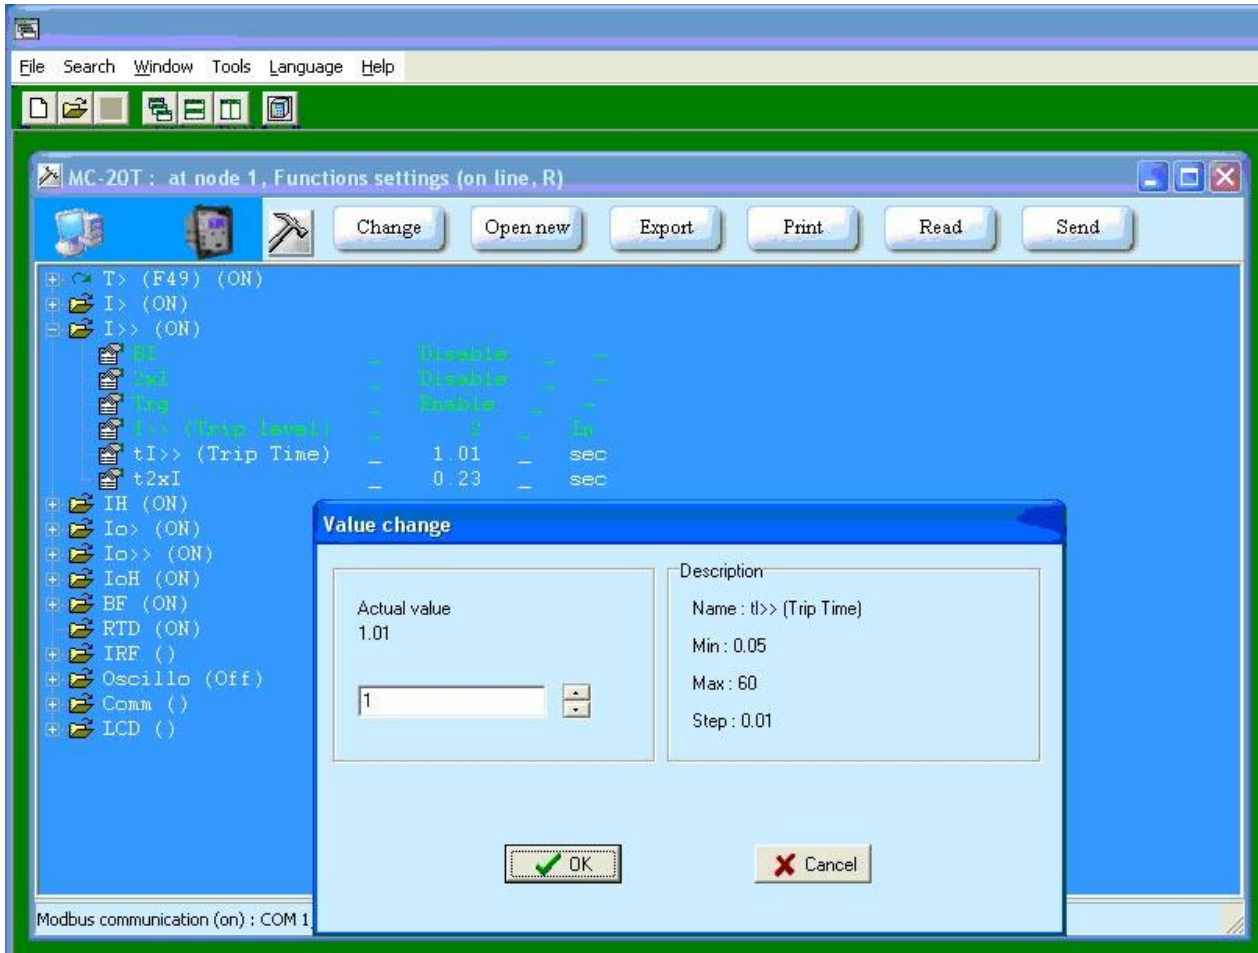 File Search Window Tools Language Help
MC-20T : at node 1, Functions settings (on line, R)
Change Open new Export Print Read Send
T> (F49) (ON)
I> (ON)
I>> (ON)
BI _ Disable _ -
2xI _ Disable _ -
Trg _ Enable _ -
I>> (Trip level) _ 2 _ In
tI>> (Trip Time) _ 1.01 _ sec
t2xI _ 0.23 _ sec
IH (ON)
Io> (ON)
Io>> (ON)
IoH (ON)
BF (ON)
RTD (ON)
IRF ()
Oscillo (Off)
Comm ()
LCD ()
Value change
Actual value
1.01
1
Description
Name : tI>> (Trip Time)
Min : 0.05
Max : 60
Step : 0.01
OK Cancel
Modbus communication (on) : COM 1